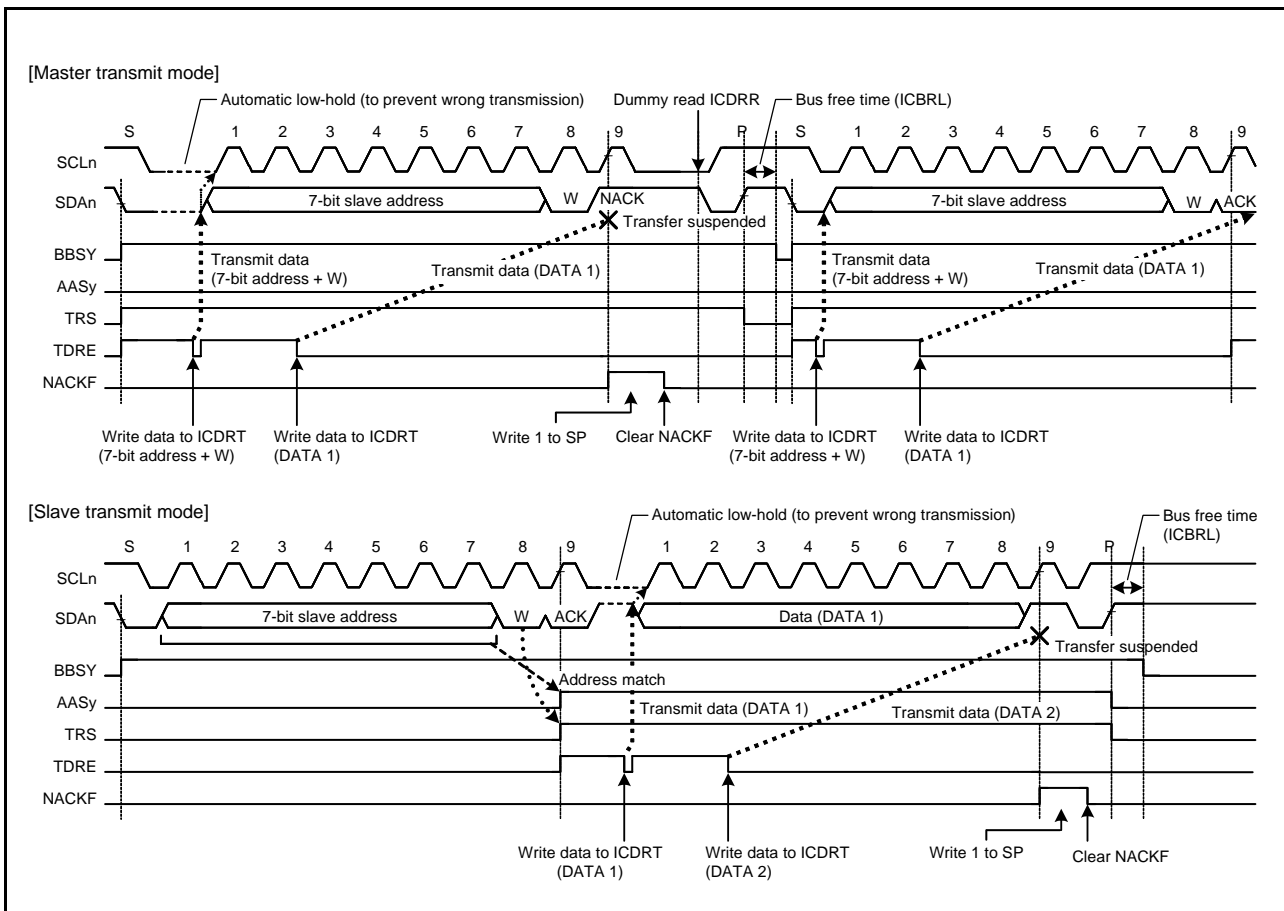 [Master transmit mode]
Automatic low-hold (to prevent wrong transmission)
Dummy read ICDRR
Bus free time (ICBRL)
S 1 2 3 4 5 6 7 8 9 P S 1 2 3 4 5 6 7 8 9
SCLn
SDAn
7-bit slave address W NACK 7-bit slave address W ACK
Transfer suspended
BBSY
Transmit data
(7-bit address + W)
Transmit data (DATA 1)
Transmit data
(7-bit address + W)
Transmit data (DATA 1)
AASy
TRS
TDRE
NACKF
Write data to ICDRT
(7-bit address + W)
Write data to ICDRT
(DATA 1)
Write 1 to SP
Clear NACKF
Write data to ICDRT
(7-bit address + W)
Write data to ICDRT
(DATA 1)
[Slave transmit mode]
Automatic low-hold (to prevent wrong transmission)
Bus free time
(ICBRL)
S 1 2 3 4 5 6 7 8 9 1 2 3 4 5 6 7 8 9 P
SCLn
SDAn
7-bit slave address W ACK Data (DATA 1)
Transfer suspended
BBSY
Address match
AASy
Transmit data (DATA 1)
Transmit data (DATA 2)
TRS
TDRE
NACKF
Write data to ICDRT
(DATA 1)
Write data to ICDRT
(DATA 2)
Write 1 to SP
Clear NACKF